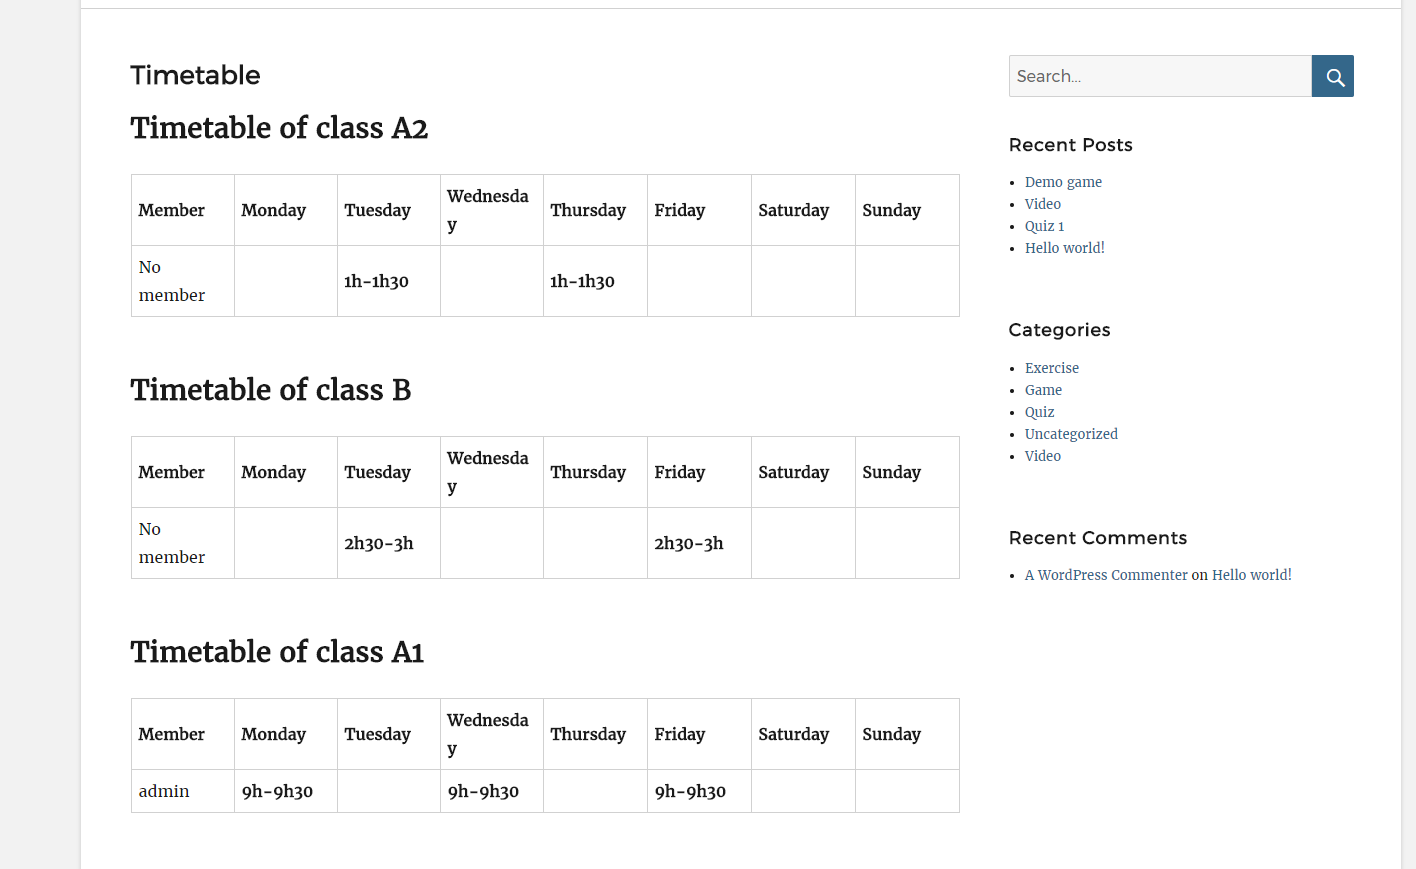 Timetable
Timetable of class A2
Member Monday Tuesday Wednesda Thursday Friday Saturday Sunday
y
No
member 1h-1h30 1h-1h30
Timetable of class B
Member Monday Tuesday Wednesda Thursday Friday Saturday Sunday
y
No
member 2h30-3h 2h30-3h
Timetable of class A1
Member Monday Tuesday Wednesda Thursday Friday Saturday Sunday
y
admin 9h-9h30 9h-9h30 9h-9h30
Search...
Recent Posts
Demo game
Video
Quiz 1
Hello world!
Categories
Exercise
Game
Quiz
Uncategorized
Video
Recent Comments
A WordPress Commenter on Hello world!